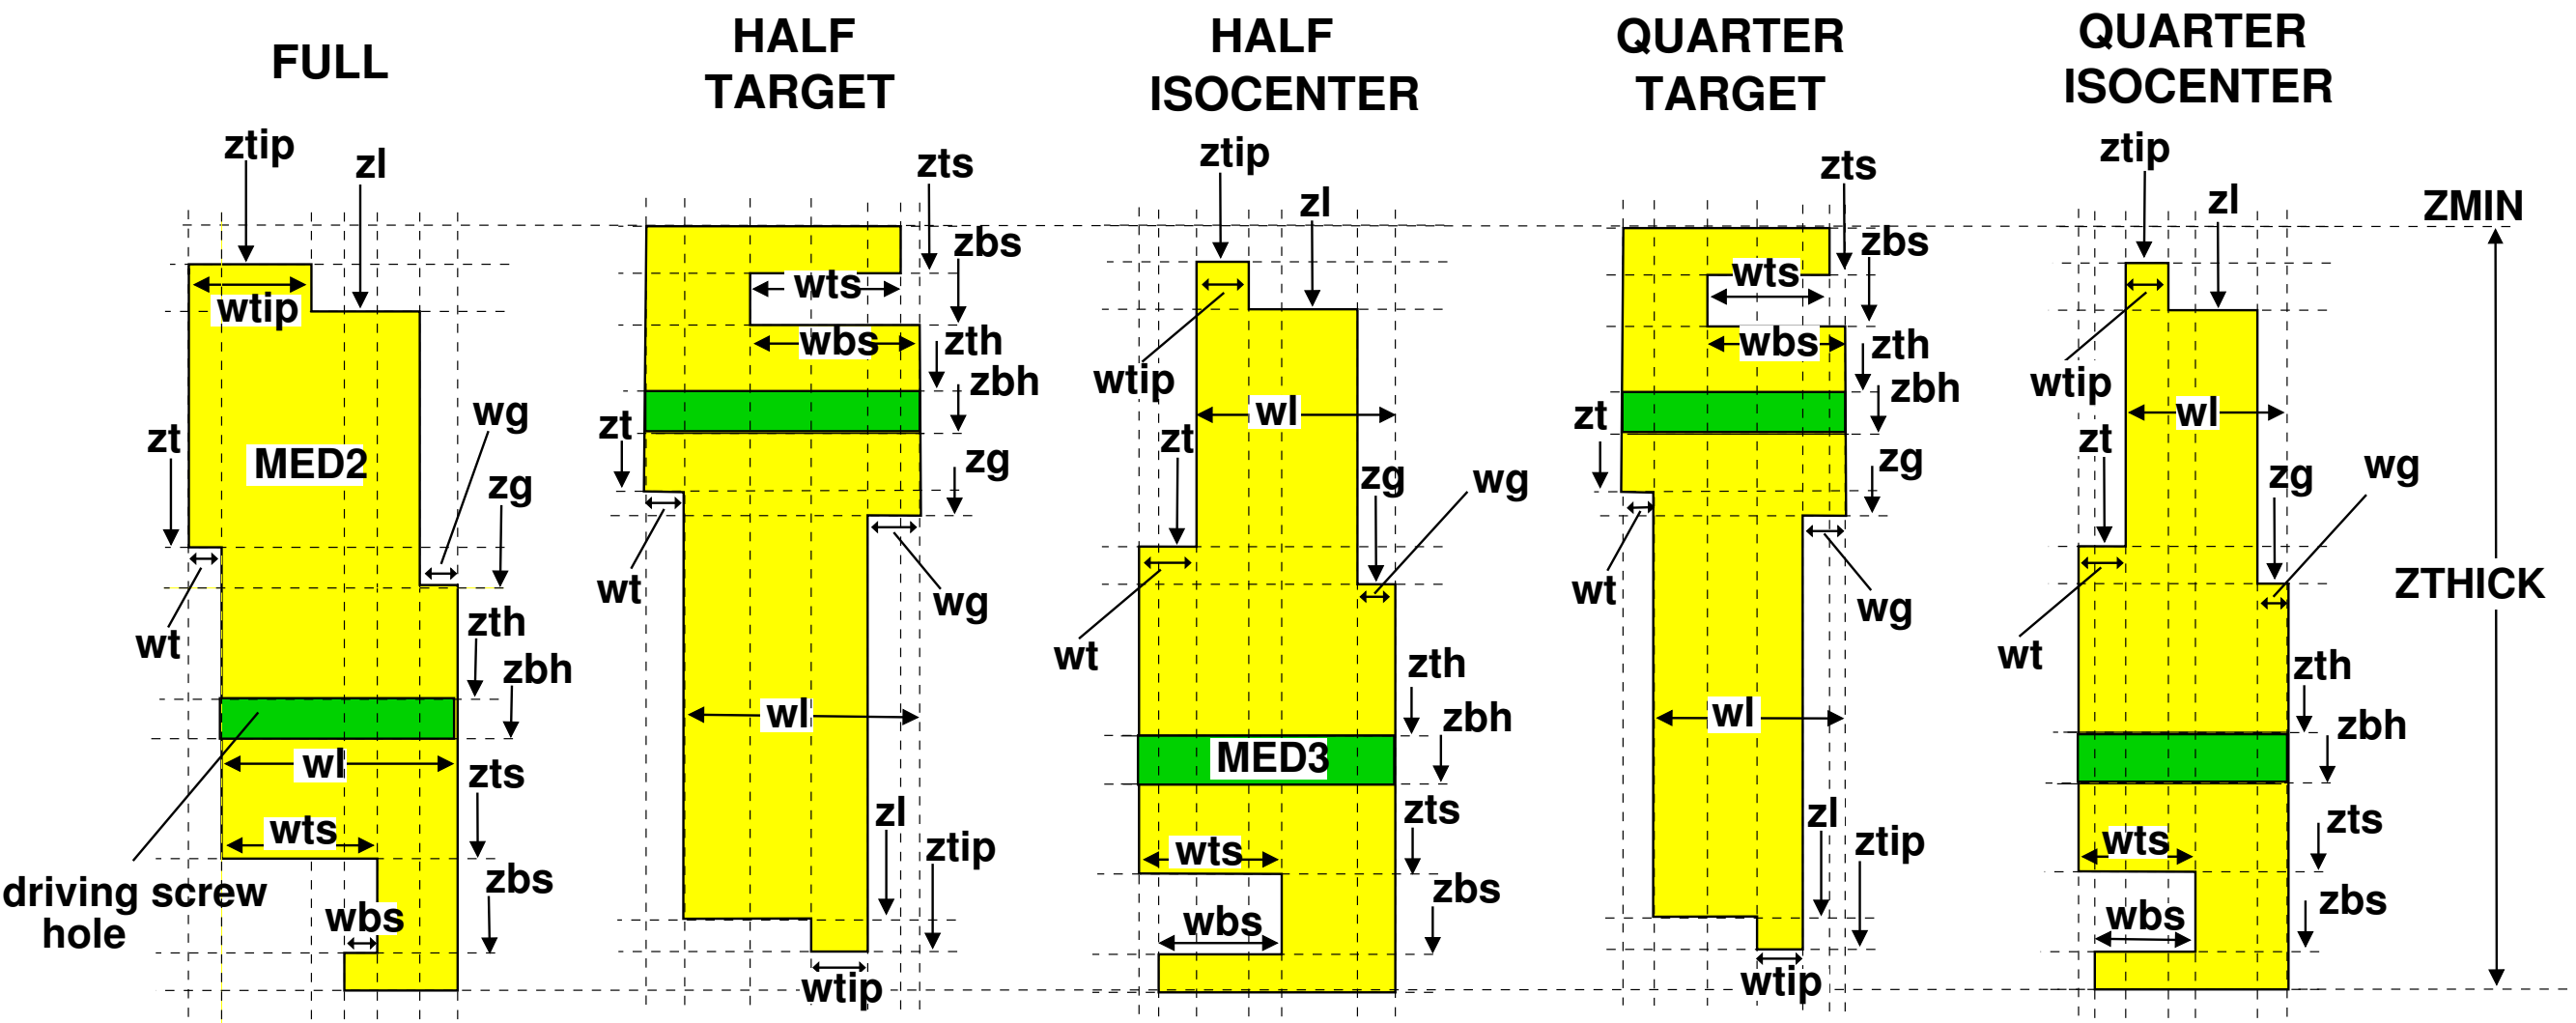 FULL
HALF
TARGET
HALF
ISOCENTER
QUARTER
TARGET
QUARTER
ISOCENTER
ztip
zl
wtip
zt
MED2
wg
zg
wt
zth
zbh
wl
zts
wts
driving screw
hole
wbs
zbs
zts
zbs
wts
wbs
zth
zbh
zt
zg
wt
wg
wl
zl
ztip
wtip
ztip
zl
wtip
wl
zt
zg
wg
wt
zth
zbh
MED3
zts
wts
wbs
zbs
zts
zbs
wts
wbs
zth
zbh
zt
zg
wt
wg
wl
zl
ztip
wtip
ztip
zl
wtip
wl
zt
zg
wg
wt
zth
zbh
zts
wts
wbs
zbs
ZMIN
ZTHICK